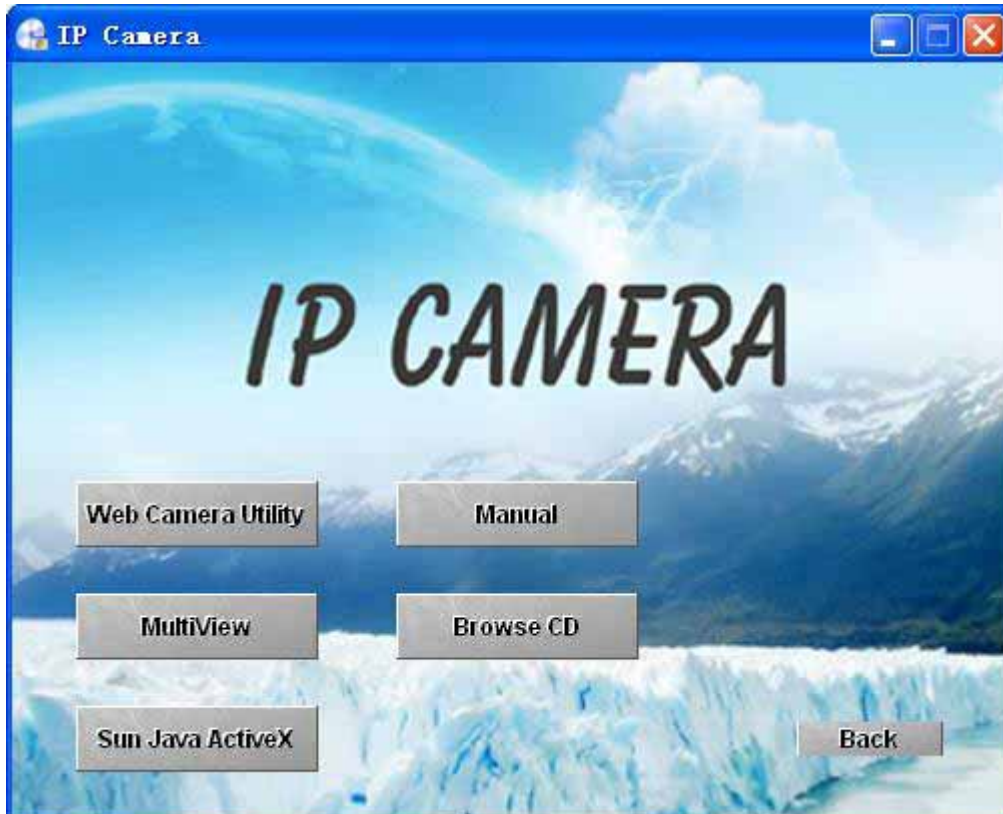 IP Camera
IP CAMERA
Web Camera Utility
Manual
MultiView
Browse CD
Sun Java ActiveX
Back